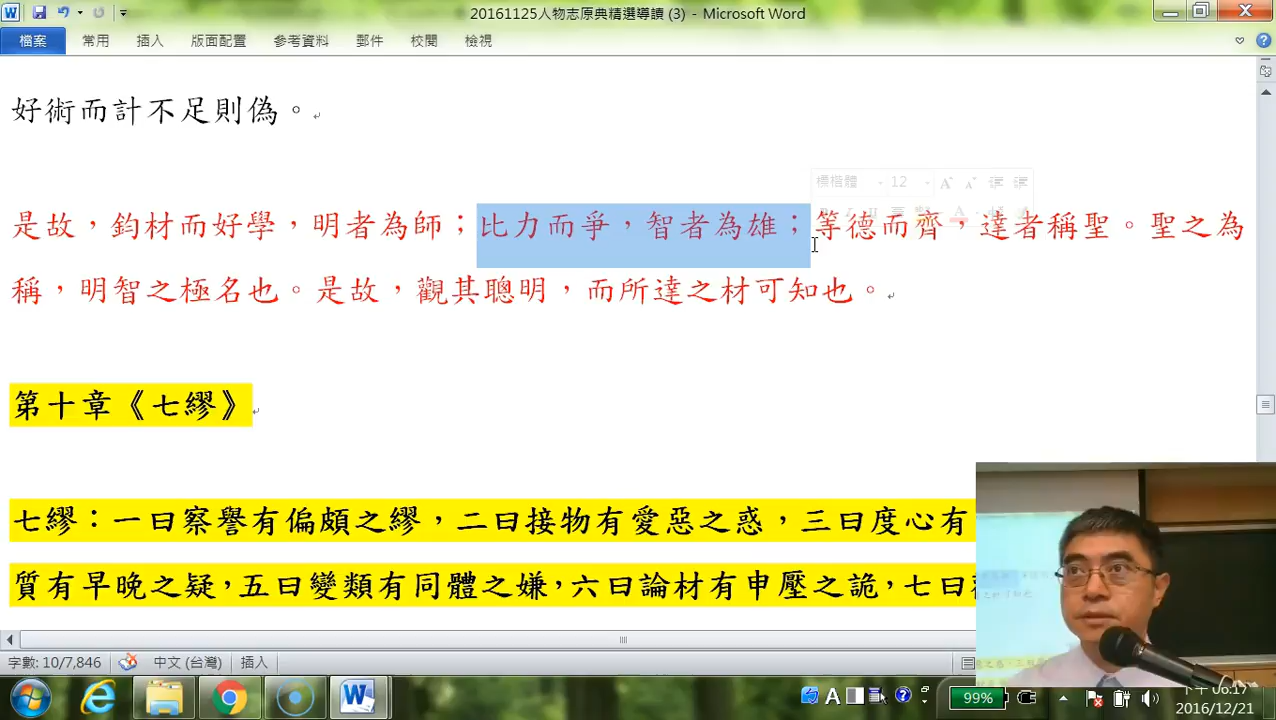 20161125人物志原典精選導讀 (3) - Microsoft Word
檔案 常用 插入 版面配置 參考資料 郵件 校閱 檢視
好術而計不足則偽。
標楷體 12
是故，鈞材而好學，明者為師；比力而爭，智者為雄；等德而齊，達者稱聖。聖之為
稱，明智之極名也。是故，觀其聰明，而所達之材可知也。
第十章《七繆》
七繆：一曰察譽有偏頗之繆，二曰接物有愛惡之惑，三曰度心有
質有早晚之疑，五曰變類有同體之嫌，六曰論材有申壓之詭，七曰
字數: 10/7,846 中文 (台灣) 插入
99%
下午 06:17
2016/12/21